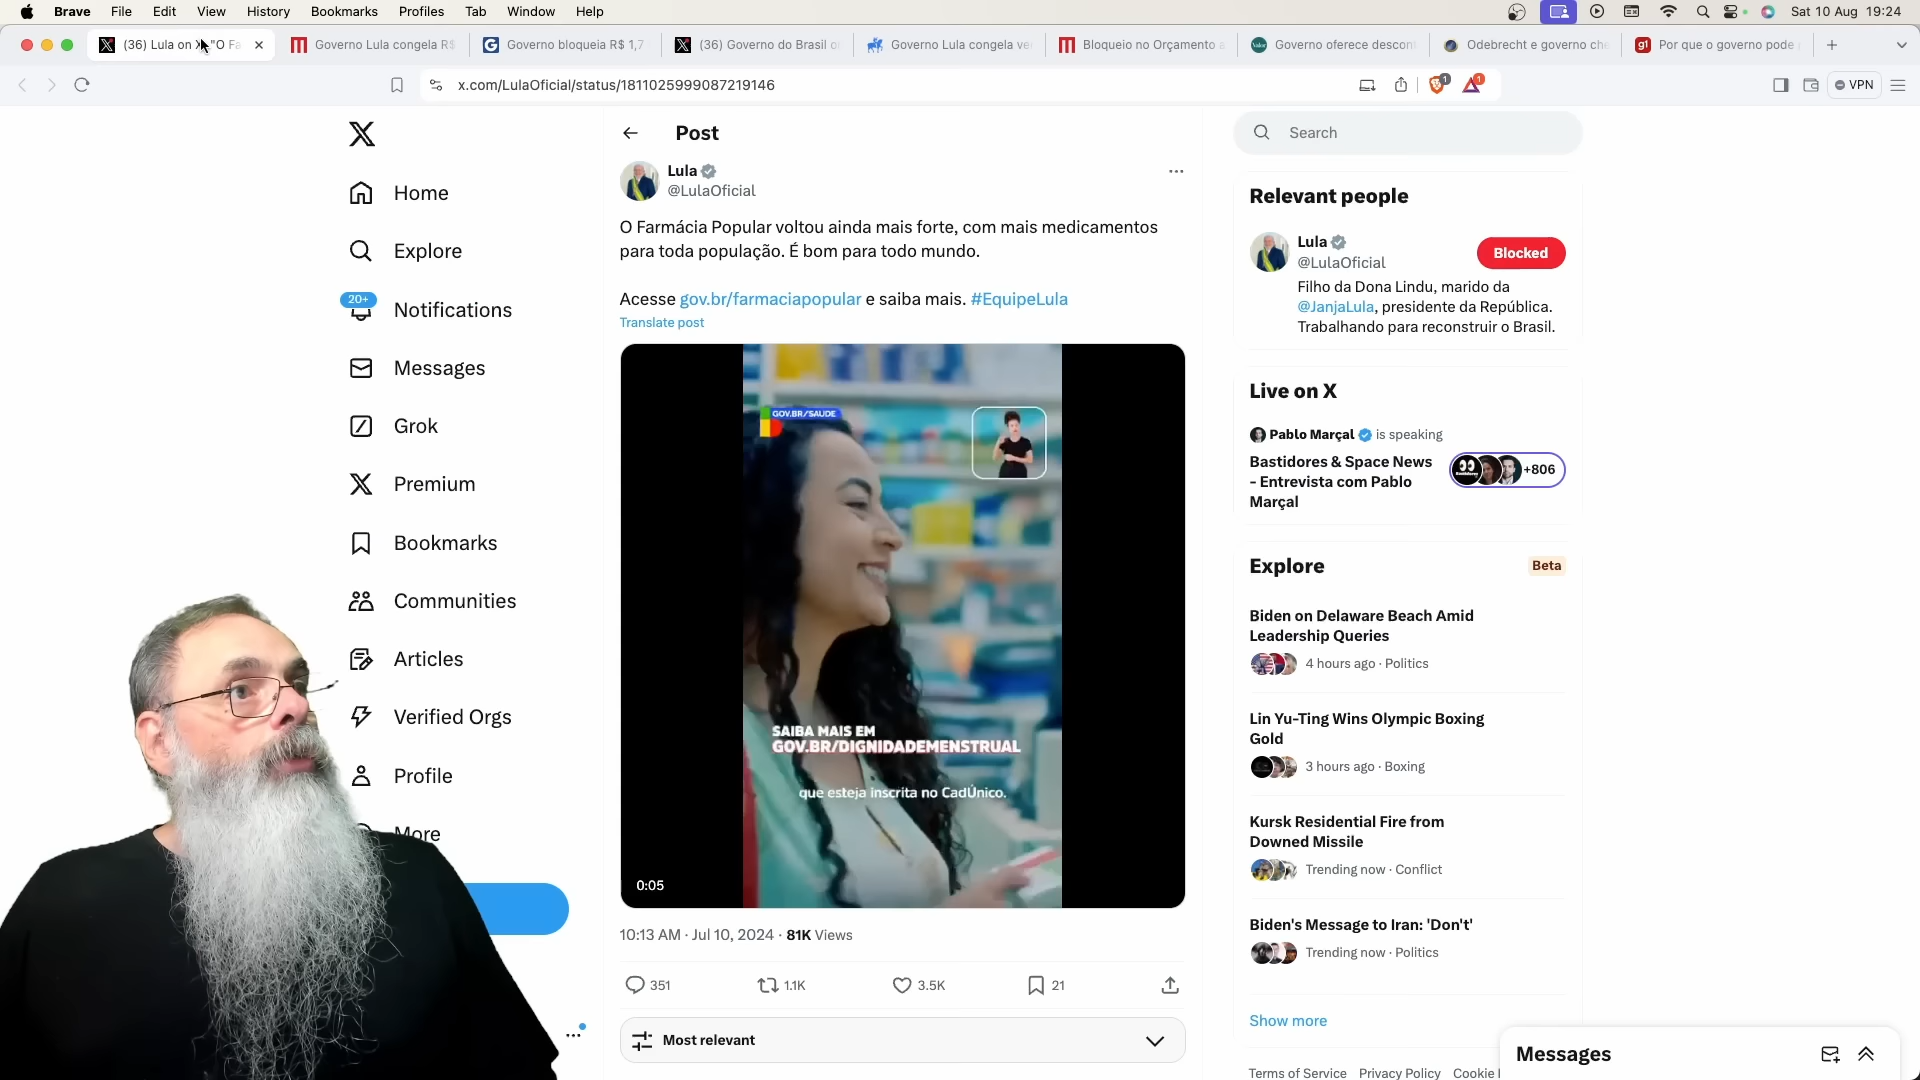 Brave File Edit View History Bookmarks Profiles Tab Window Help Sat 10 Aug 19:24
(36) Lula on X: "O Fa
Governo Lula congela R$
Governo bloqueia R$ 1,7
(36) Governo do Brasil o
Governo Lula congela ve
Bloqueio no Orçamento a
Governo oferece descon
Odebrecht e governo che
Por que o governo pode
x.com/LulaOficial/status/1811025999087219146
1
1
VPN
Home
Explore
20+
Notifications
Messages
Grok
Premium
Bookmarks
Communities
Articles
Verified Orgs
Profile
More
Post
Lula
@LulaOficial
O Farmácia Popular voltou ainda mais forte, com mais medicamentos
para toda população. É bom para todo mundo.
Acesse gov.br/farmaciapopular e saiba mais. #EquipeLula
Translate post
GOV.BR/SAUDE
SAIBA MAIS EM
GOV.BR/DIGNIDADEMENSTRUAL
que esteja inscrita no CadÚnico.
0:05
10:13 AM · Jul 10, 2024 · 81K Views
351 1.1K 3.5K 21
Most relevant
Search
Relevant people
Lula
@LulaOficial
Blocked
Filho da Dona Lindu, marido da
@JanjaLula, presidente da República.
Trabalhando para reconstruir o Brasil.
Live on X
Pablo Marçal is speaking
Bastidores & Space News
- Entrevista com Pablo
Marçal
+806
Explore
Beta
Biden on Delaware Beach Amid
Leadership Queries
4 hours ago · Politics
Lin Yu-Ting Wins Olympic Boxing
Gold
3 hours ago · Boxing
Kursk Residential Fire from
Downed Missile
Trending now · Conflict
Biden's Message to Iran: 'Don't'
Trending now · Politics
Show more
Terms of Service Privacy Policy Cookie
Messages